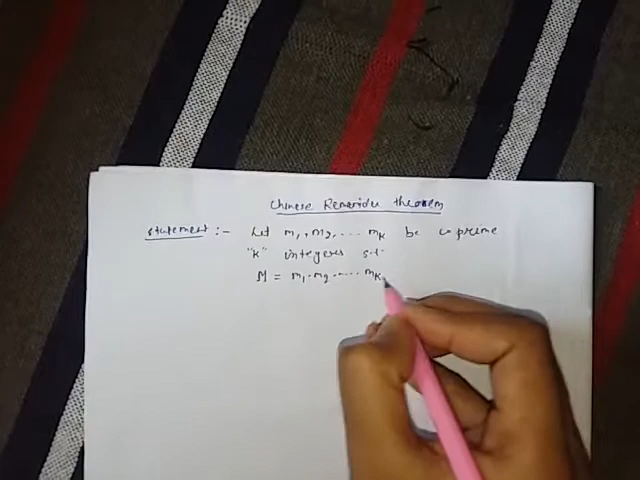 Chinese Remainder theorem
Statement :- Let m₁, m₂, .... mₖ be coprime
"k" integers s.t.
M = m₁.m₂..... mₖ